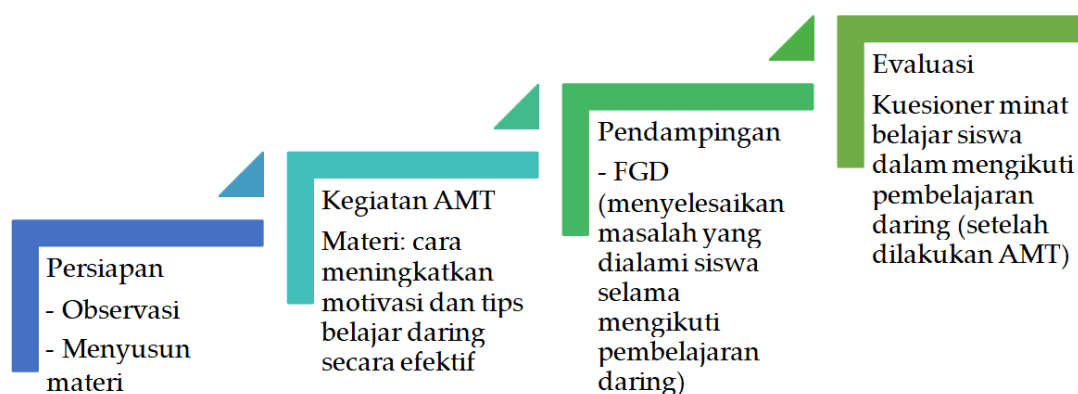 Persiapan
- Observasi
- Menyusun
materi
Kegiatan AMT
Materi: cara
meningkatkan
motivasi dan tips
belajar daring
secara efektif
Pendampingan
- FGD
(menyelesaikan
masalah yang
dialami siswa
selama
mengikuti
pembelajaran
daring)
Evaluasi
Kuesioner minat
belajar siswa
dalam mengikuti
pembelajaran
daring (setelah
dilakukan AMT)